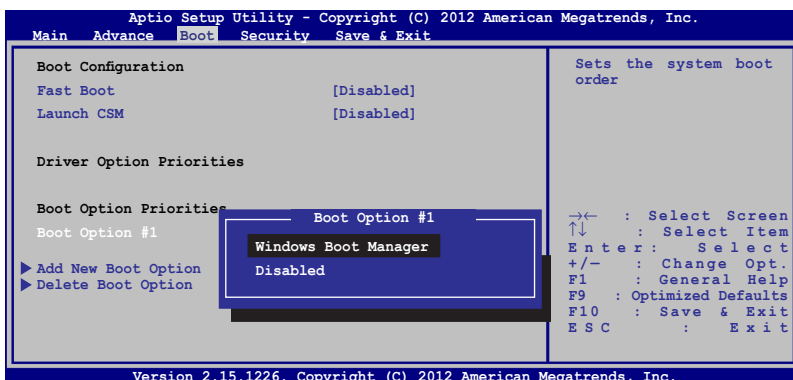 Aptio Setup Utility - Copyright (C) 2012 American Megatrends, Inc.
Main Advance Boot Security Save & Exit
Boot Configuration
Fast Boot [Disabled]
Launch CSM [Disabled]
Driver Option Priorities
Boot Option Priorities
Boot Option #1
Add New Boot Option
Delete Boot Option
Boot Option #1
Windows Boot Manager
Disabled
Sets the system boot
order
→← : Select Screen
↑↓ : Select Item
Enter: Select
+/— : Change Opt.
F1 : General Help
F9 : Optimized Defaults
F10 : Save & Exit
ESC : Exit
Version 2.15.1226. Copyright (C) 2012 American Megatrends, Inc.